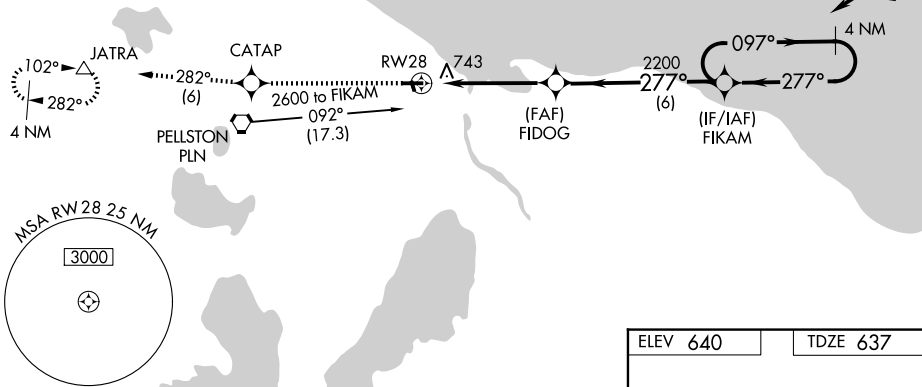 4 NM
097°
277°
JATRA
102°
282°
4 NM
CATAP
282°
(6)
RW28
743
2600 to FIKAM
092°
(17.3)
PELLSTON
PLN
(FAF)
FIDOG
2200
277°
(6)
(IF/IAF)
FIKAM
MSA RW 28 25 NM
3000
ELEV 640
TDZE 637